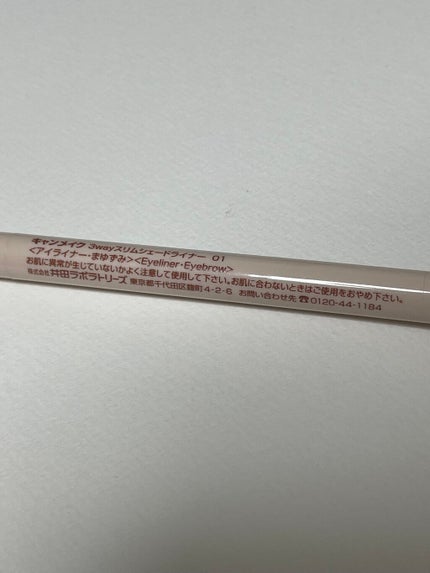 キャンメイク 3wayスリムシェードライナー 01
<アイライナー・まゆずみ><Eyeliner・Eyebrow>
お肌に異常が生じていないかよく注意して使用して下さい。お肌に合わないときはご使用をおやめ下さい。
株式会社 井田ラボラトリーズ 東京都千代田区麹町4-2-6 お問い合わせ先☎0120-44-1184